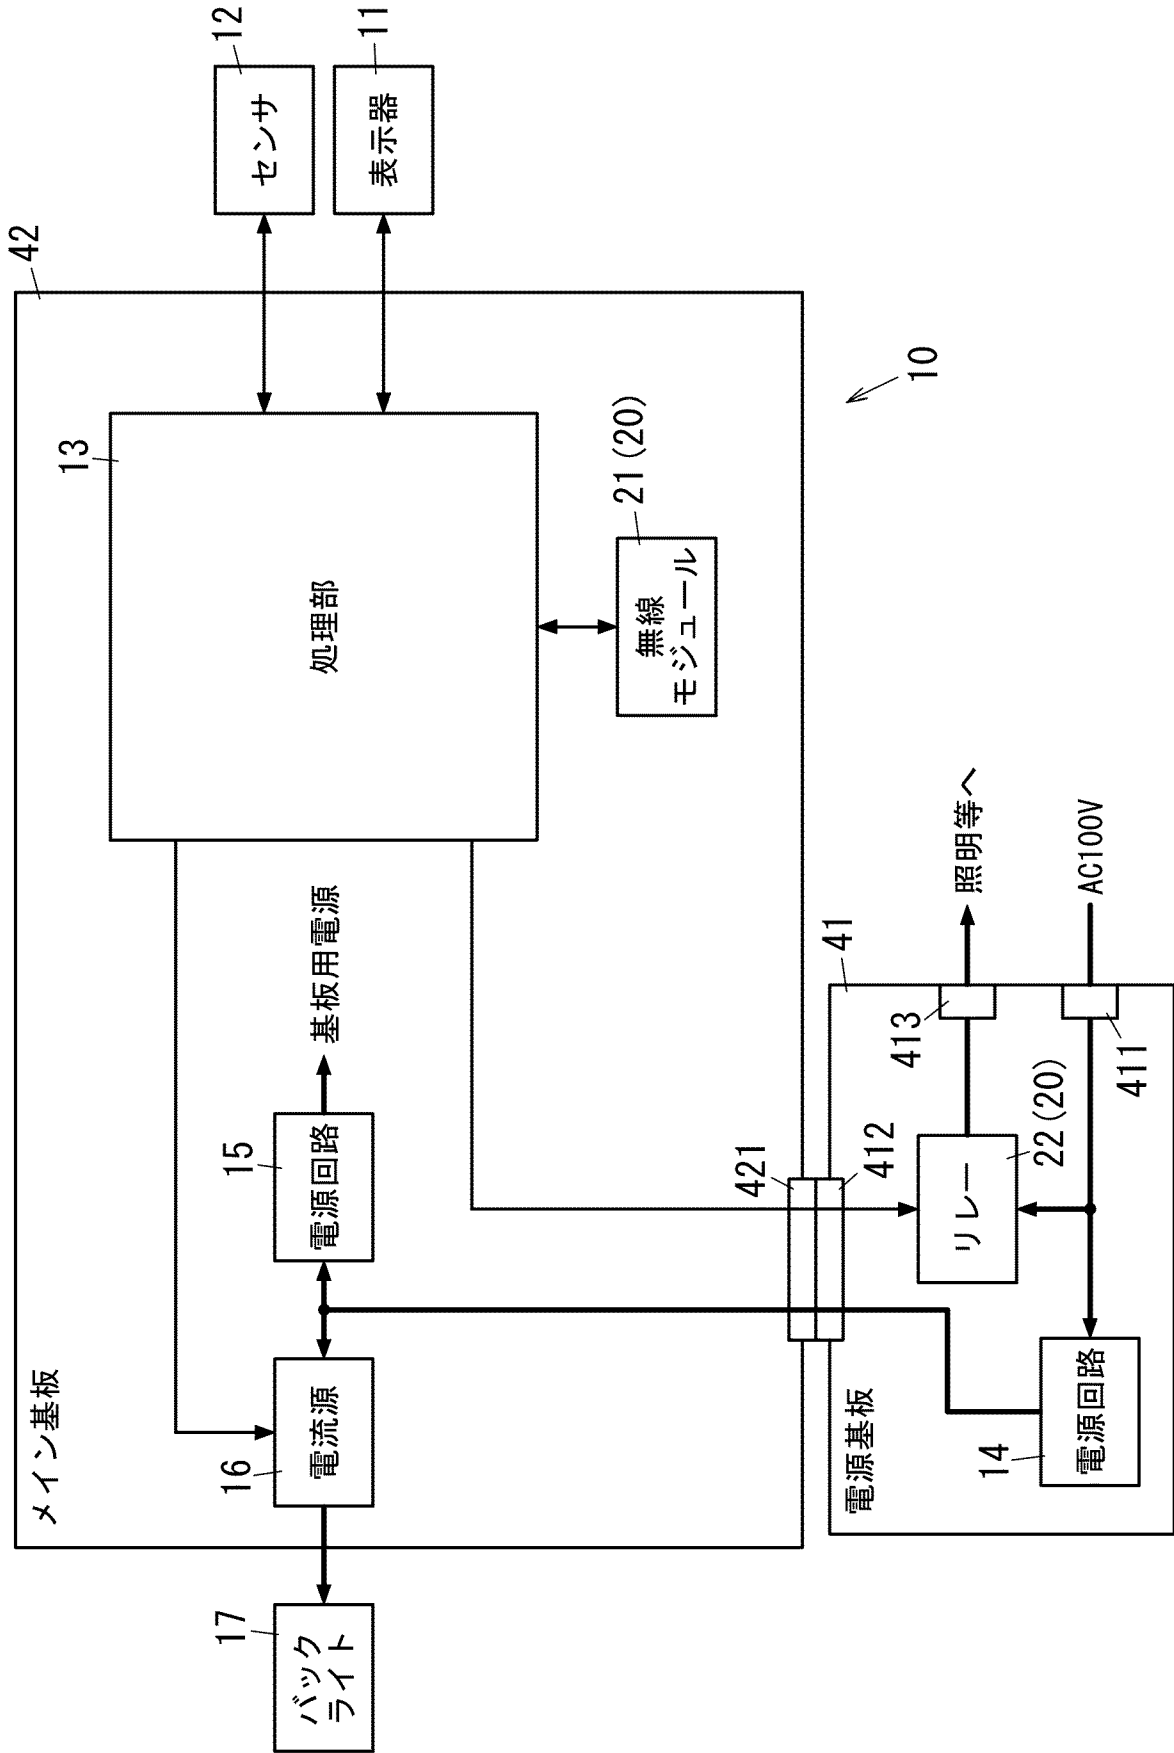 42
メイン基板
13
12
センサ
17
バック
ライト
16
電流源
15
電源回路
基板用電源
処理部
11
表示器
21(20)
無線
モジュール
421
412
10
41
電源基板
413
照明等へ
リレー
22(20)
14
電源回路
411
AC100V